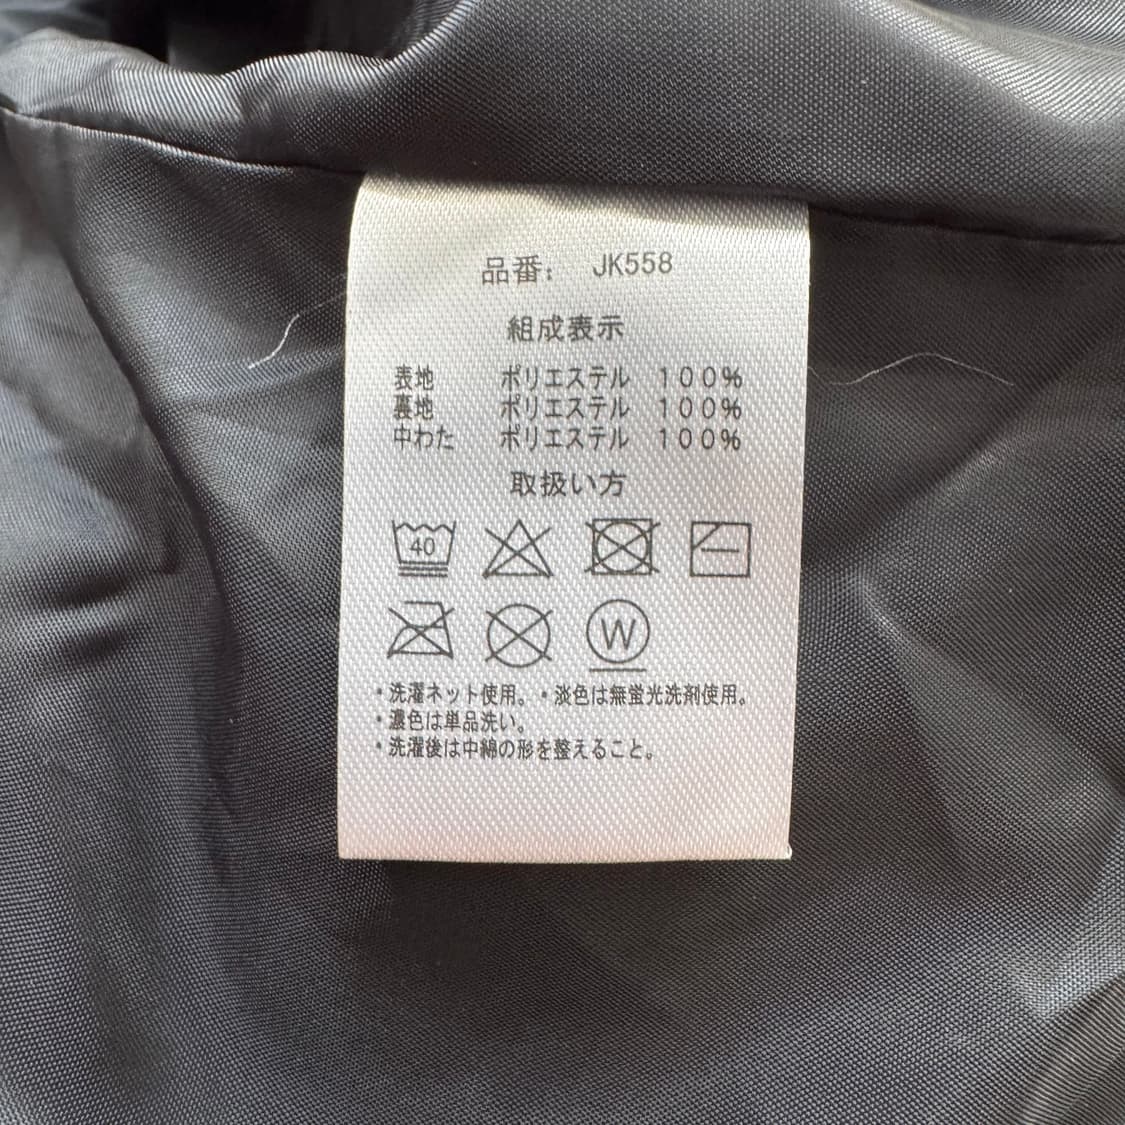 品番： JK558
組成表示
表地 ポリエステル １００％
裏地 ポリエステル １００％
中わた ポリエステル １００％
取扱い方
40
W
・洗濯ネット使用。・淡色は無蛍光洗剤使用。
・濃色は単品洗い。
・洗濯後は中綿の形を整えること。